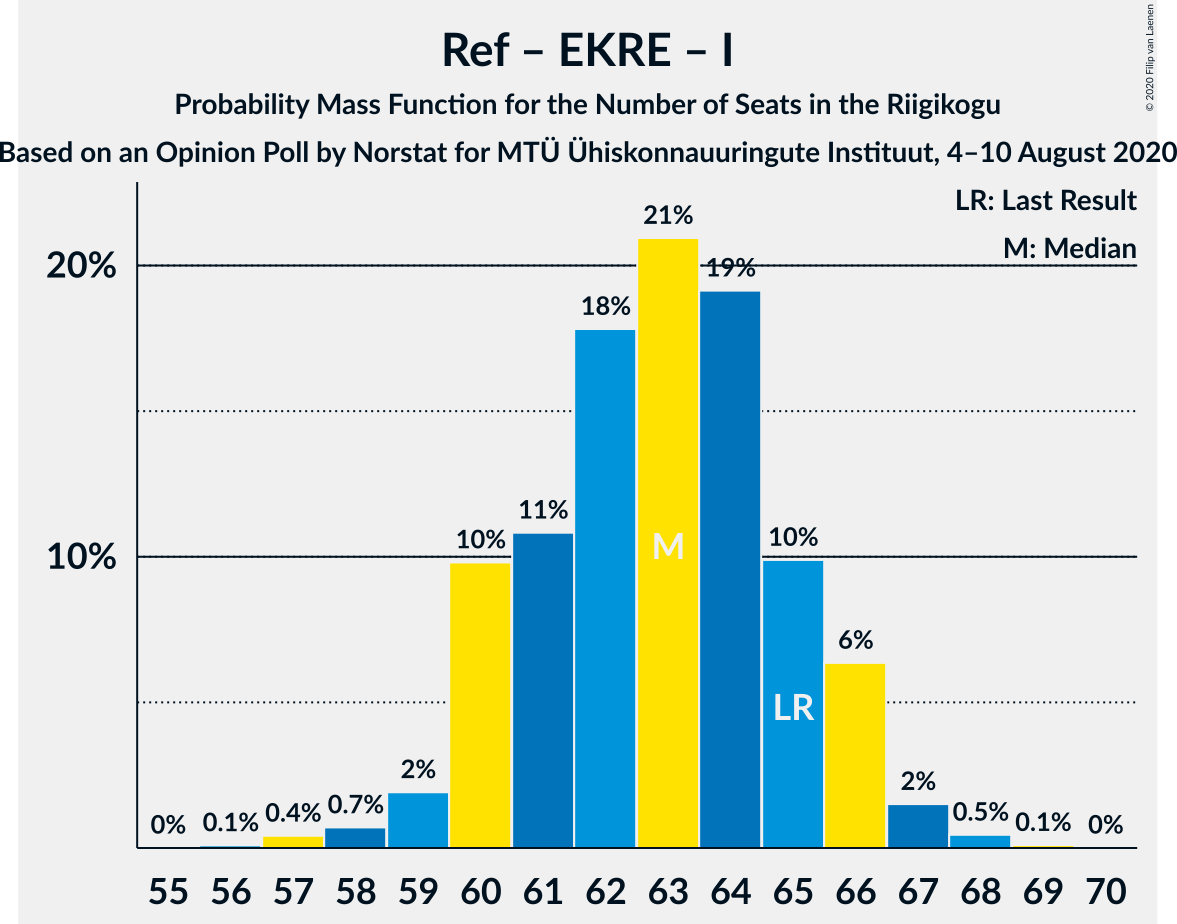 Ref – EKRE – I
Probability Mass Function for the Number of Seats in the Riigikogu
Based on an Opinion Poll by Norstat for MTÜ Ühiskonnauuringute Instituut, 4–10 August 2020
© 2020 Filip van Laenen
LR: Last Result
M: Median
20%
10%
0% 0.1% 0.4% 0.7% 2% 10% 11% 18% 21% 19% 10% 6% 2% 0.5% 0.1% 0%
M
LR
55 56 57 58 59 60 61 62 63 64 65 66 67 68 69 70